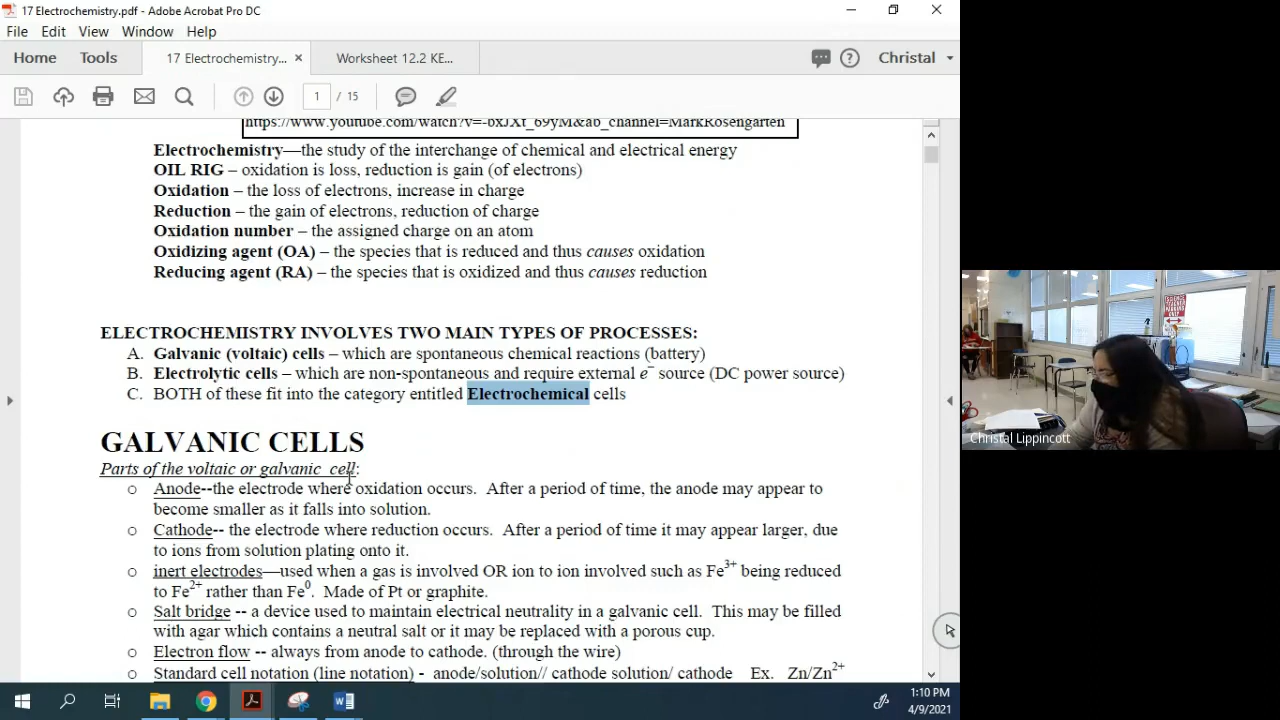 17 Electrochemistry.pdf - Adobe Acrobat Pro DC
File Edit View Window Help
Home Tools 17 Electrochemistry... × Worksheet 12.2 KE... Christal
1 / 15
https://www.youtube.com/watch?v=-bxJXt_69yM&ab_channel=MarkRosengarten
Electrochemistry—the study of the interchange of chemical and electrical energy
OIL RIG – oxidation is loss, reduction is gain (of electrons)
Oxidation – the loss of electrons, increase in charge
Reduction – the gain of electrons, reduction of charge
Oxidation number – the assigned charge on an atom
Oxidizing agent (OA) – the species that is reduced and thus causes oxidation
Reducing agent (RA) – the species that is oxidized and thus causes reduction
ELECTROCHEMISTRY INVOLVES TWO MAIN TYPES OF PROCESSES:
A. Galvanic (voltaic) cells – which are spontaneous chemical reactions (battery)
B. Electrolytic cells – which are non-spontaneous and require external e⁻ source (DC power source)
C. BOTH of these fit into the category entitled Electrochemical cells
GALVANIC CELLS
Parts of the voltaic or galvanic cell:
o Anode--the electrode where oxidation occurs. After a period of time, the anode may appear to
become smaller as it falls into solution.
o Cathode-- the electrode where reduction occurs. After a period of time it may appear larger, due
to ions from solution plating onto it.
o inert electrodes—used when a gas is involved OR ion to ion involved such as Fe³⁺ being reduced
to Fe²⁺ rather than Fe⁰. Made of Pt or graphite.
o Salt bridge -- a device used to maintain electrical neutrality in a galvanic cell. This may be filled
with agar which contains a neutral salt or it may be replaced with a porous cup.
o Electron flow -- always from anode to cathode. (through the wire)
o Standard cell notation (line notation) - anode/solution// cathode solution/ cathode Ex. Zn/Zn²⁺
1:10 PM
4/9/2021
Christal Lippincott